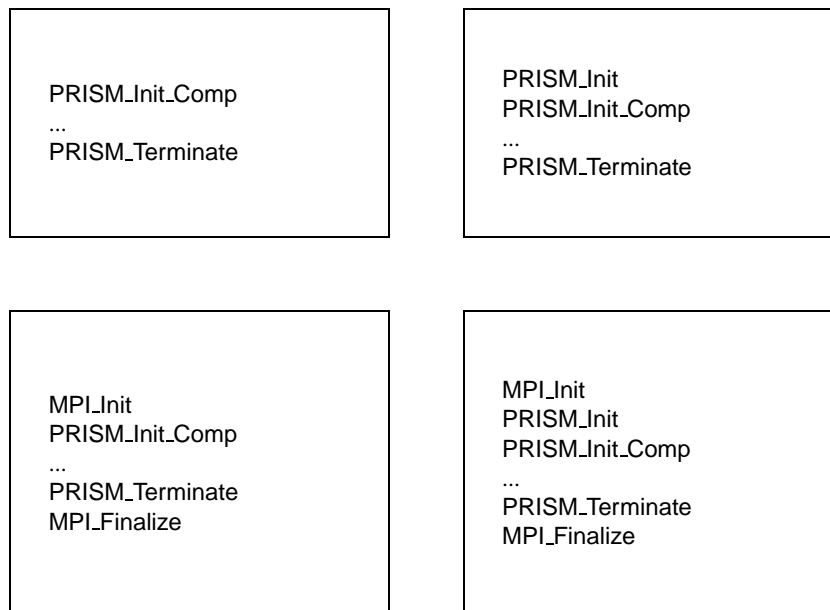 PRISM_Init_Comp
...
PRISM_Terminate
PRISM_Init
PRISM_Init_Comp
...
PRISM_Terminate
MPI_Init
PRISM_Init_Comp
...
PRISM_Terminate
MPI_Finalize
MPI_Init
PRISM_Init
PRISM_Init_Comp
...
PRISM_Terminate
MPI_Finalize